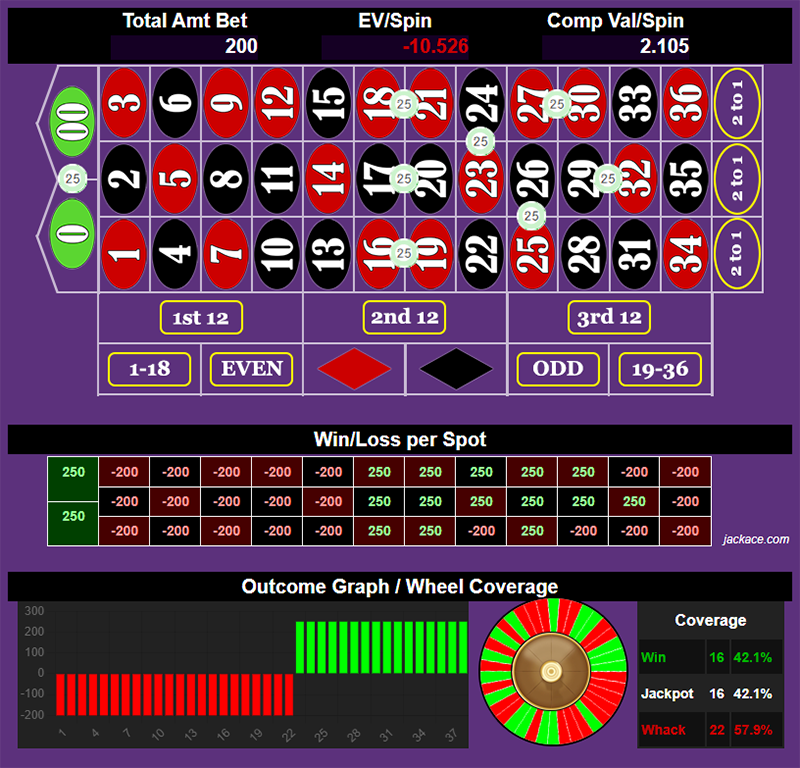 Total Amt Bet EV/Spin Comp Val/Spin
200 -10.526 2.105
00 3 6 9 12 15 18 25 21 24 27 25 30 33 36 2 to 1
25
25 2 5 8 11 14 17 25 20 23 26 29 25 32 35 2 to 1
25
0 1 4 7 10 13 16 25 19 22 25 28 31 34 2 to 1
1st 12 2nd 12 3rd 12
1-18 EVEN ODD 19-36
Win/Loss per Spot
250 -200 -200 -200 -200 -200 250 250 250 250 250 -200 -200
250 -200 -200 -200 -200 -200 250 250 250 250 250 250 -200
-200 -200 -200 -200 -200 250 250 -200 250 -200 -200 -200
jackace.com
Outcome Graph / Wheel Coverage
300
200
100
0
-100
-200
1 4 7 10 13 16 19 22 25 28 31 34 37
Coverage
Win 16 42.1%
Jackpot 16 42.1%
Whack 22 57.9%